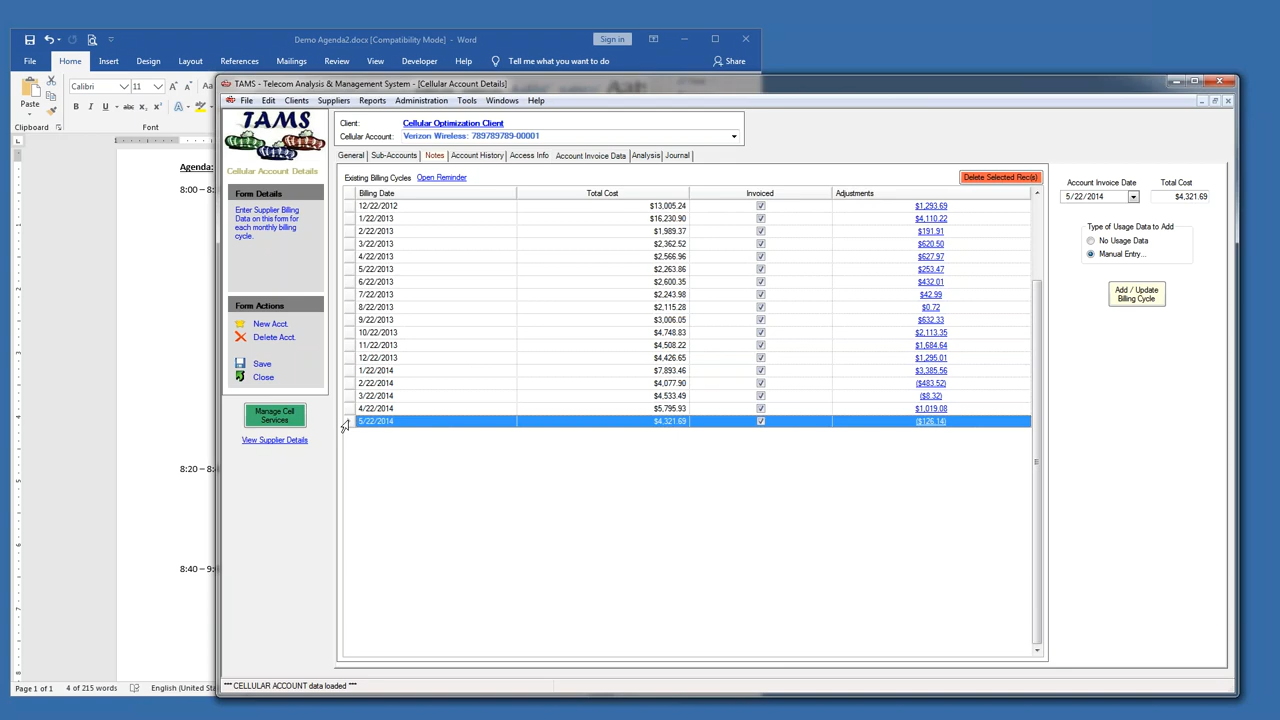 Demo Agenda2.docx [Compatibility Mode] - Word
Sign in
File Home Insert Design Layout References Mailings Review View Developer Help Tell me what you want to do Share
Paste
Calibri 11
B I U abc
Clipboard
Font
Agenda:
8:00 –
8:20 – 8:
8:40 – 9:
Page 1 of 1 4 of 215 words English (United Sta
TAMS - Telecom Analysis & Management System - [Cellular Account Details]
File Edit Clients Suppliers Reports Administration Tools Windows Help
TAMS
Cellular Account Details
Form Details
Enter Supplier Billing
Data on this form for
each monthly billing
cycle.
Form Actions
New Acct.
Delete Acct.
Save
Close
Manage Cell
Services
View Supplier Details
Client: Cellular Optimization Client
Cellular Account: Verizon Wireless: 789789789-00001
General Sub-Accounts Notes Account History Access Info Account Invoice Data Analysis Journal
Existing Billing Cycles Open Reminder Delete Selected Rec(s)
Billing Date Total Cost Invoiced Adjustments
12/22/2012 $13,005.24 $1,293.69
1/22/2013 $16,230.90 $4,110.22
2/22/2013 $1,989.37 $191.91
3/22/2013 $2,362.52 $620.50
4/22/2013 $2,566.96 $627.97
5/22/2013 $2,263.86 $253.47
6/22/2013 $2,600.35 $432.01
7/22/2013 $2,243.98 $42.99
8/22/2013 $2,115.28 $0.72
9/22/2013 $3,006.05 $632.33
10/22/2013 $4,748.83 $2,113.35
11/22/2013 $4,508.22 $1,684.64
12/22/2013 $4,426.65 $1,295.01
1/22/2014 $7,893.46 $3,385.56
2/22/2014 $4,077.90 ($483.52)
3/22/2014 $4,533.49 ($8.32)
4/22/2014 $5,795.93 $1,019.08
5/22/2014 $4,321.69 ($126.14)
Account Invoice Date Total Cost
5/22/2014 $4,321.69
Type of Usage Data to Add
No Usage Data
Manual Entry...
Add / Update
Billing Cycle
*** CELLULAR ACCOUNT data loaded ***